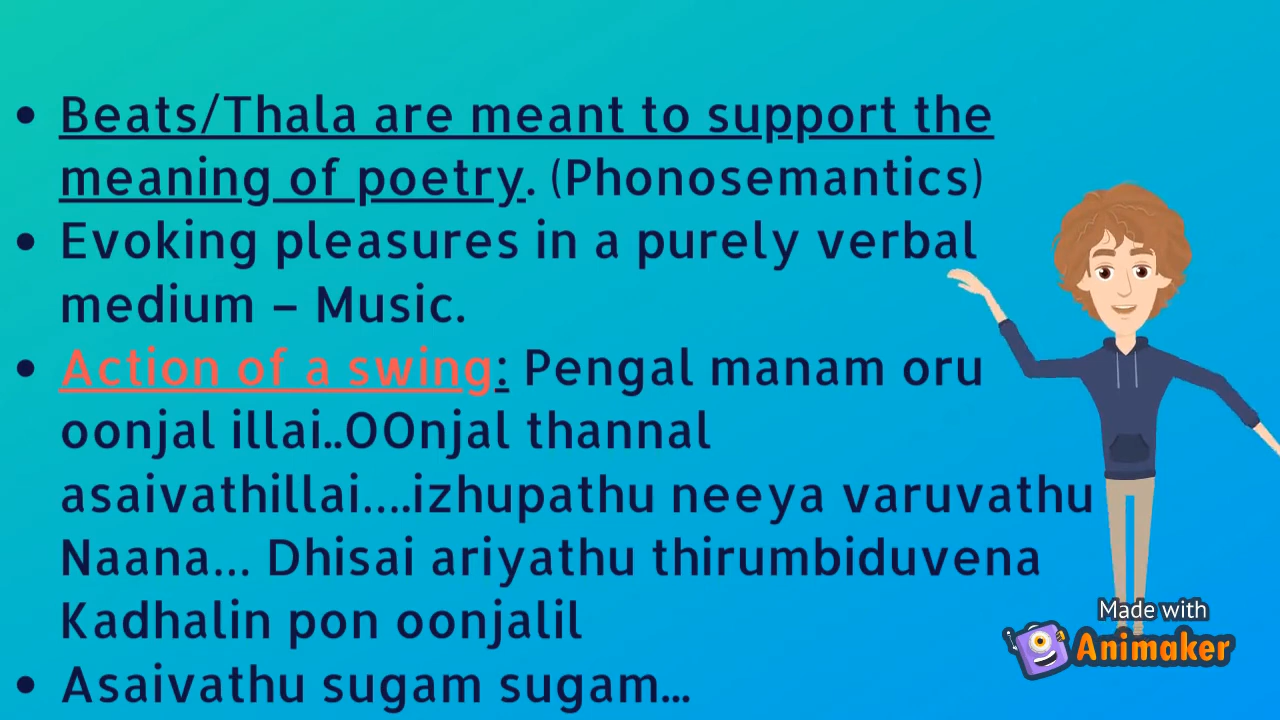 • Beats/Thala are meant to support the
meaning of poetry. (Phonosemantics)
• Evoking pleasures in a purely verbal
medium – Music.
• Action of a swing: Pengal manam oru
oonjal illai..OOnjal thannal
asaivathillai....izhupathu neeya varuvathu
Naana... Dhisai ariyathu thirumbiduvena
Kadhalin pon oonjalil
• Asaivathu sugam sugam...
Made with
Animaker